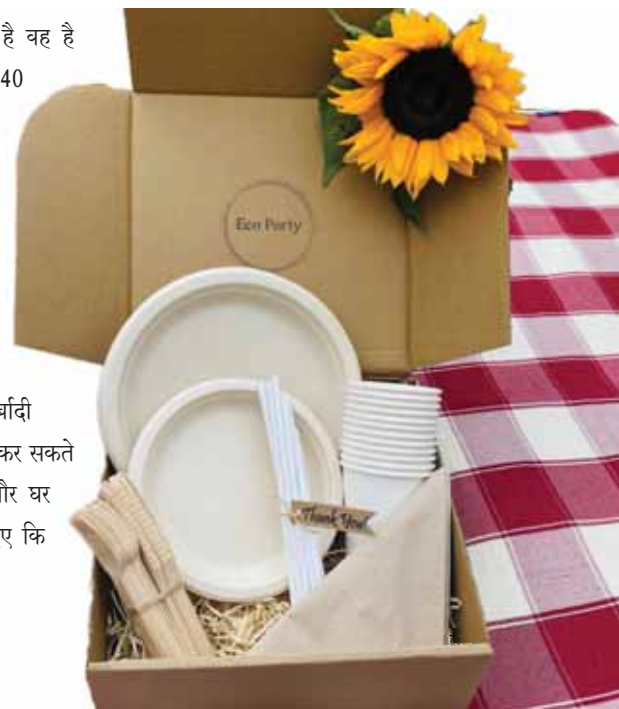 है वह है
40
Eco Party
र्बादी
कर सकते
और घर
ए कि
Thank You